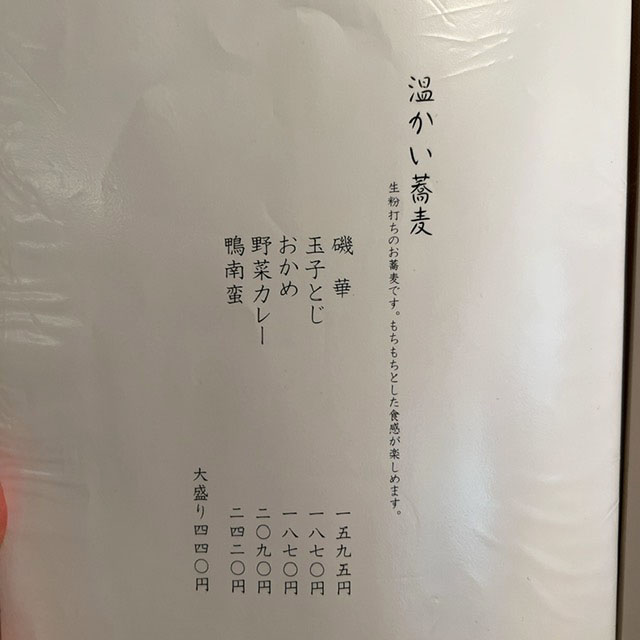 温かい蕎麦
生粉打ちのお蕎麦です。もちもちとした食感が楽しめます。
磯華 一五九五円
玉子とじ 一八七〇円
おかめ 一八七〇円
野菜カレー 二〇九〇円
鴨南蛮 二四二〇円
大盛り四四〇円